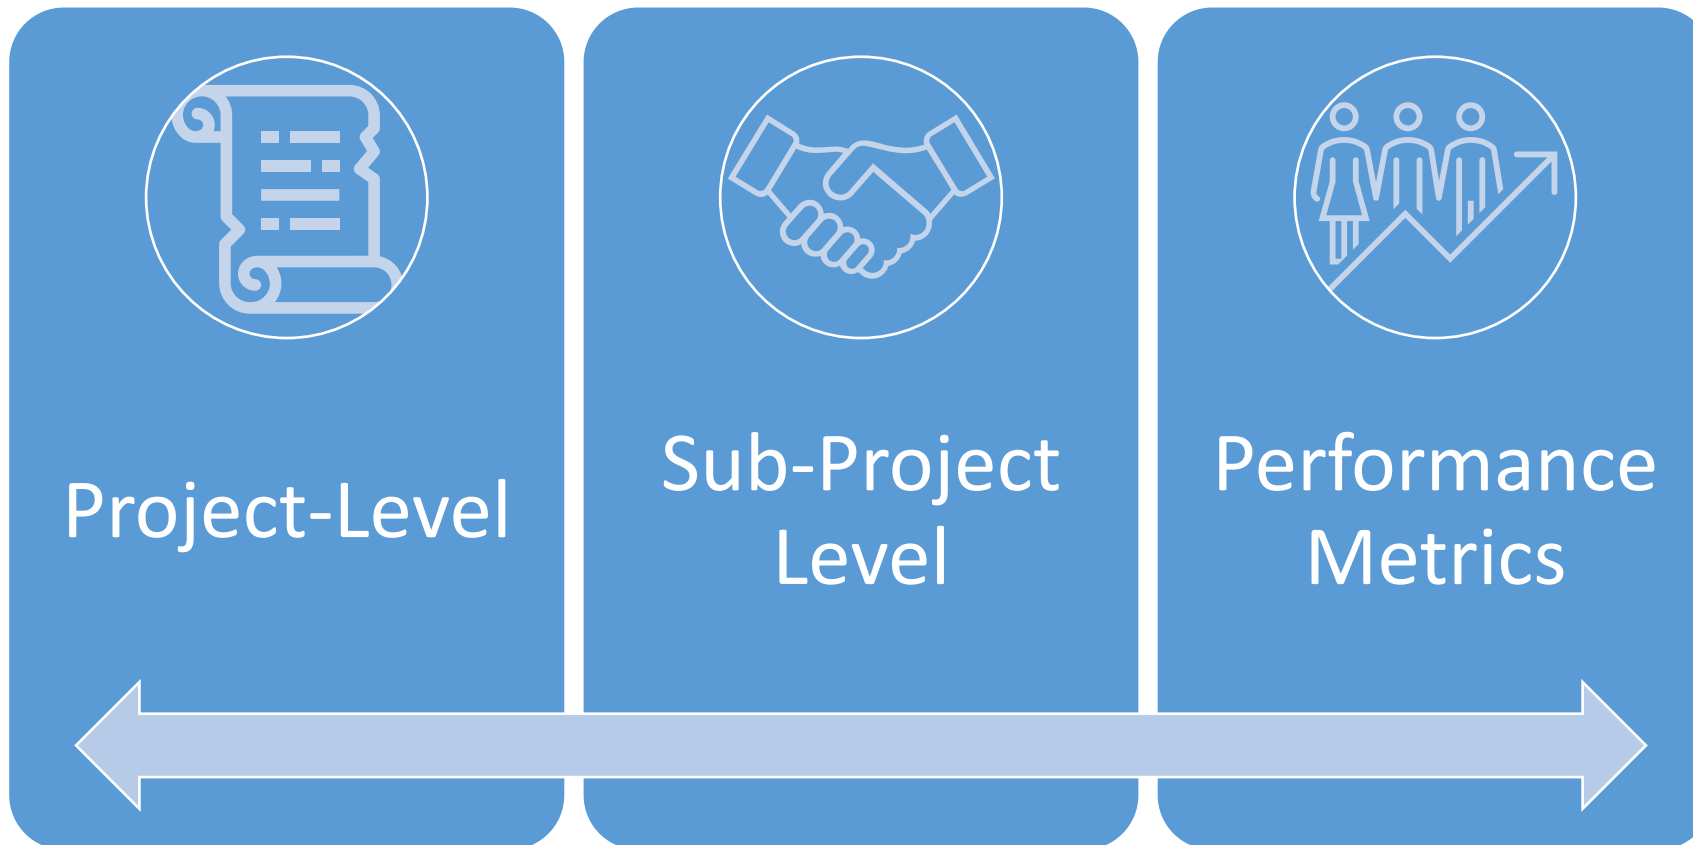 Project-Level
Sub-Project
Level
Performance
Metrics